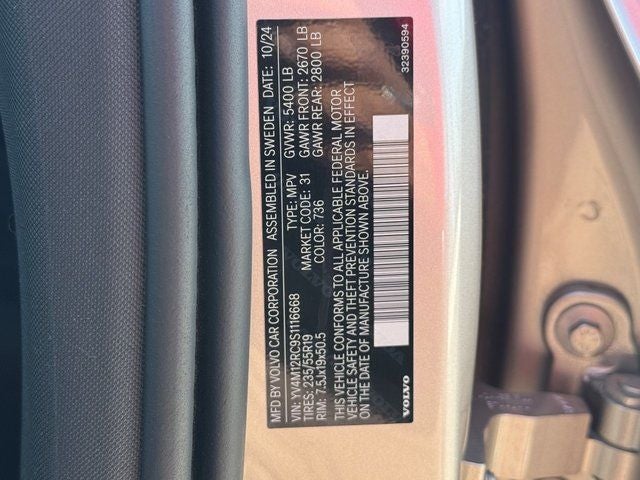 MFD BY VOLVO CAR CORPORATION ASSEMBLED IN SWEDEN DATE: 10/24
VIN: YV4M12RC9S1116668 TYPE: MPV GVWR: 5400 LB
TIRES: 235/55R19 MARKET CODE: 31 GAWR FRONT: 2670 LB
RIM: 7.5Jx19x50.5 COLOR: 736 GAWR REAR: 2800 LB
THIS VEHICLE CONFORMS TO ALL APPLICABLE FEDERAL MOTOR
VEHICLE SAFETY AND THEFT PREVENTION STANDARDS IN EFFECT
ON THE DATE OF MANUFACTURE SHOWN ABOVE.
VOLVO 32390594